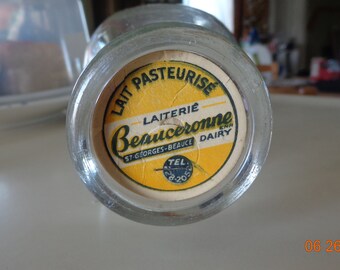 LAIT PASTEURISÉ
LAITERIE
Beauceronne
DAIRY
ST-GEORGES-BEAUCE
TEL.
06 26